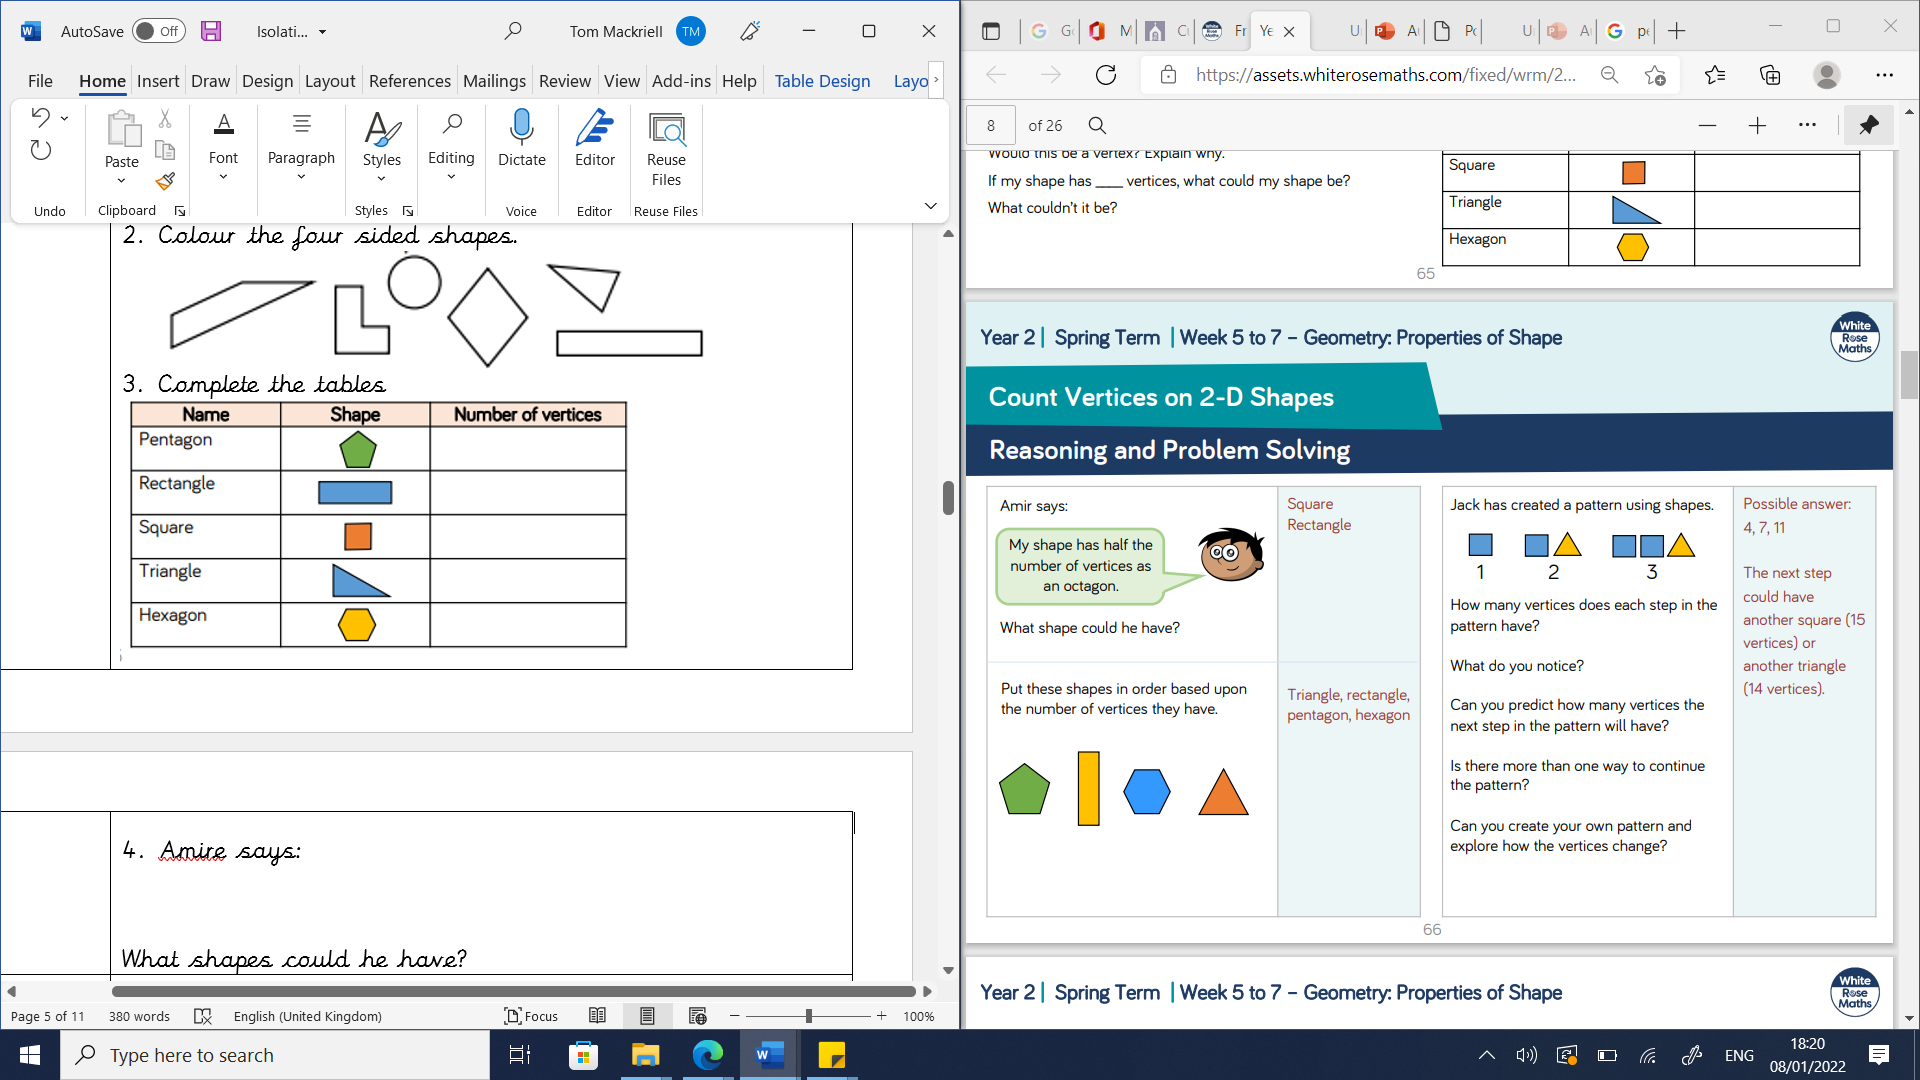 AutoSave Off Isolati... Tom Mackriell TM
File Home Insert Draw Design Layout References Mailings Review View Add-ins Help Table Design Layo
Paste Font Paragraph Styles Editing Dictate Editor Reuse Files
Undo Clipboard Styles Voice Editor Reuse Files
2. Colour the four sided shapes.
3. Complete the tables
Name Shape Number of vertices
Pentagon
Rectangle
Square
Triangle
Hexagon
4. Amire says:
What shapes could he have?
Page 5 of 11 380 words English (United Kingdom) Focus 100%
https://assets.whiterosemaths.com/fixed/wrm/2...
8 of 26
Would this be a vertex? Explain why.
If my shape has ____ vertices, what could my shape be?
What couldn't it be?
Square
Triangle
Hexagon
65
Year 2 | Spring Term | Week 5 to 7 – Geometry: Properties of Shape
White Rose Maths
Count Vertices on 2-D Shapes
Reasoning and Problem Solving
Amir says:
My shape has half the
number of vertices as
an octagon.
What shape could he have?
Square
Rectangle
Put these shapes in order based upon
the number of vertices they have.
Triangle, rectangle,
pentagon, hexagon
Jack has created a pattern using shapes.
1 2 3
How many vertices does each step in the
pattern have?
What do you notice?
Can you predict how many vertices the
next step in the pattern will have?
Is there more than one way to continue
the pattern?
Can you create your own pattern and
explore how the vertices change?
Possible answer:
4, 7, 11
The next step
could have
another square (15
vertices) or
another triangle
(14 vertices).
66
Year 2 | Spring Term | Week 5 to 7 – Geometry: Properties of Shape
White Rose Maths
Type here to search
ENG
18:20
08/01/2022